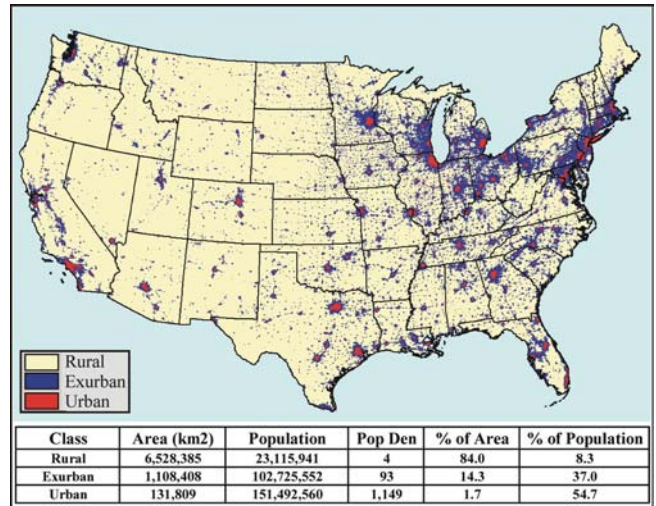 Rural
Exurban
Urban
Class Area (km2) Population Pop Den % of Area % of Population
Rural 6,528,385 23,115,941 4 84.0 8.3
Exurban 1,108,408 102,725,552 93 14.3 37.0
Urban 131,809 151,492,560 1,149 1.7 54.7